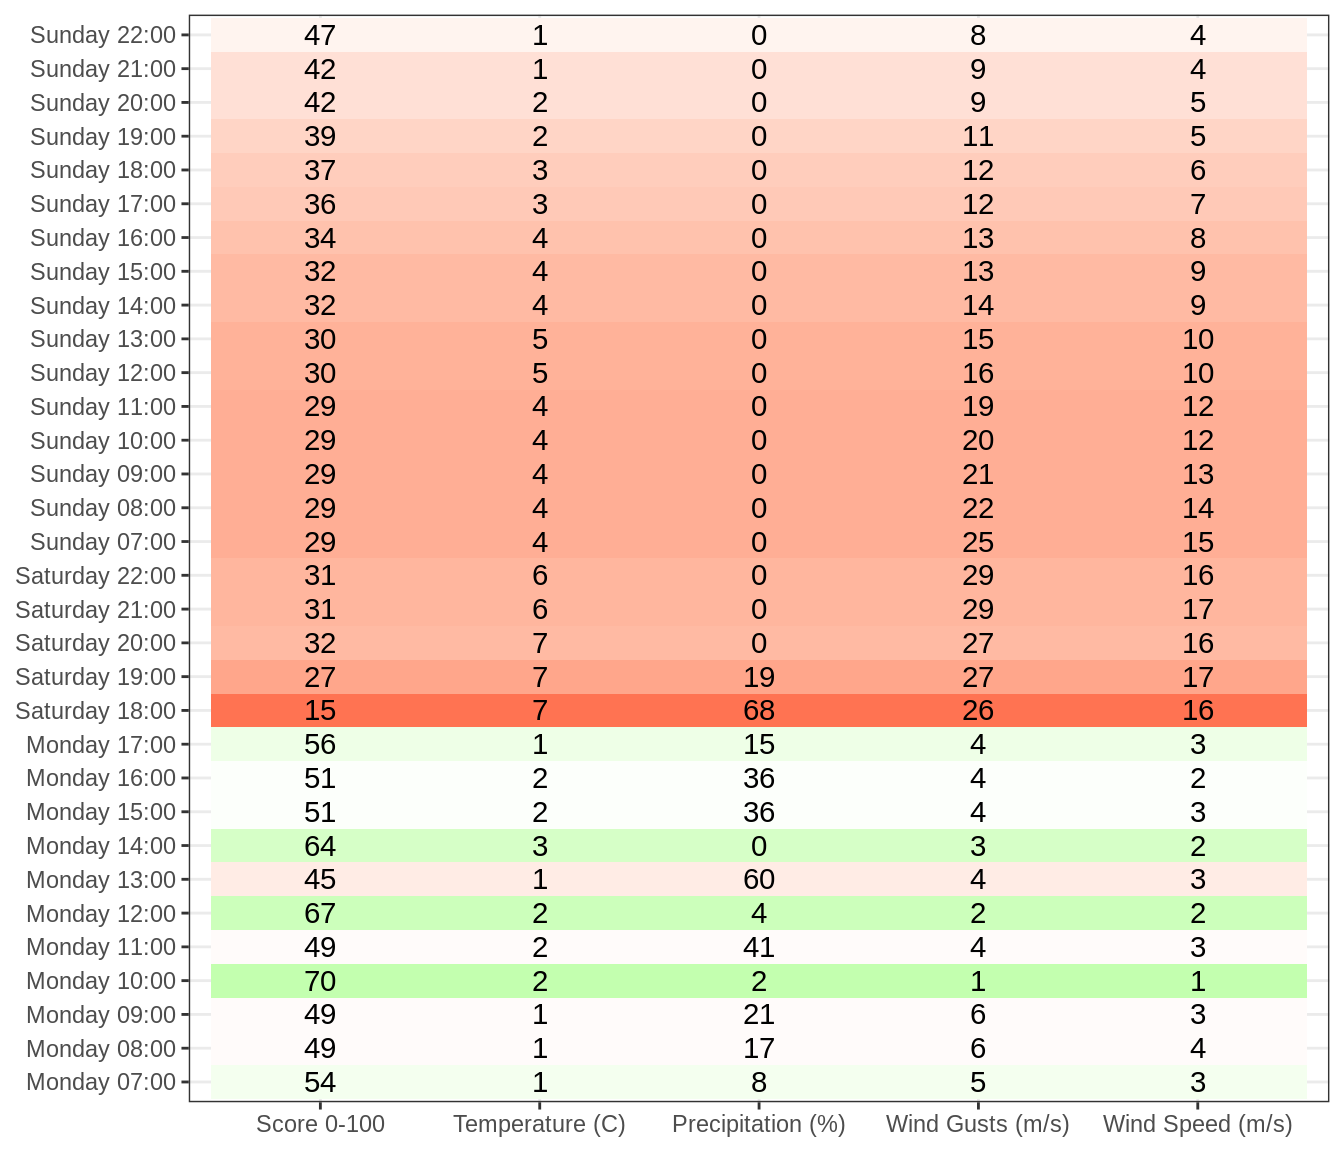 Sunday 22:00 47 1 0 8 4
Sunday 21:00 42 1 0 9 4
Sunday 20:00 42 2 0 9 5
Sunday 19:00 39 2 0 11 5
Sunday 18:00 37 3 0 12 6
Sunday 17:00 36 3 0 12 7
Sunday 16:00 34 4 0 13 8
Sunday 15:00 32 4 0 13 9
Sunday 14:00 32 4 0 14 9
Sunday 13:00 30 5 0 15 10
Sunday 12:00 30 5 0 16 10
Sunday 11:00 29 4 0 19 12
Sunday 10:00 29 4 0 20 12
Sunday 09:00 29 4 0 21 13
Sunday 08:00 29 4 0 22 14
Sunday 07:00 29 4 0 25 15
Saturday 22:00 31 6 0 29 16
Saturday 21:00 31 6 0 29 17
Saturday 20:00 32 7 0 27 16
Saturday 19:00 27 7 19 27 17
Saturday 18:00 15 7 68 26 16
Monday 17:00 56 1 15 4 3
Monday 16:00 51 2 36 4 2
Monday 15:00 51 2 36 4 3
Monday 14:00 64 3 0 3 2
Monday 13:00 45 1 60 4 3
Monday 12:00 67 2 4 2 2
Monday 11:00 49 2 41 4 3
Monday 10:00 70 2 2 1 1
Monday 09:00 49 1 21 6 3
Monday 08:00 49 1 17 6 4
Monday 07:00 54 1 8 5 3
Score 0-100 Temperature (C) Precipitation (%) Wind Gusts (m/s) Wind Speed (m/s)